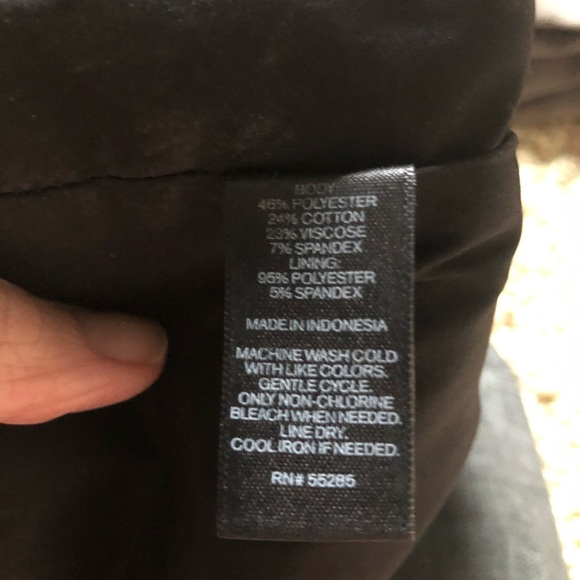 BODY
46% POLYESTER
24% COTTON
23% VISCOSE
7% SPANDEX
LINING:
95% POLYESTER
5% SPANDEX
MADE IN INDONESIA
MACHINE WASH COLD
WITH LIKE COLORS.
GENTLE CYCLE.
ONLY NON-CHLORINE
BLEACH WHEN NEEDED.
LINE DRY.
COOL IRON IF NEEDED.
RN# 55285